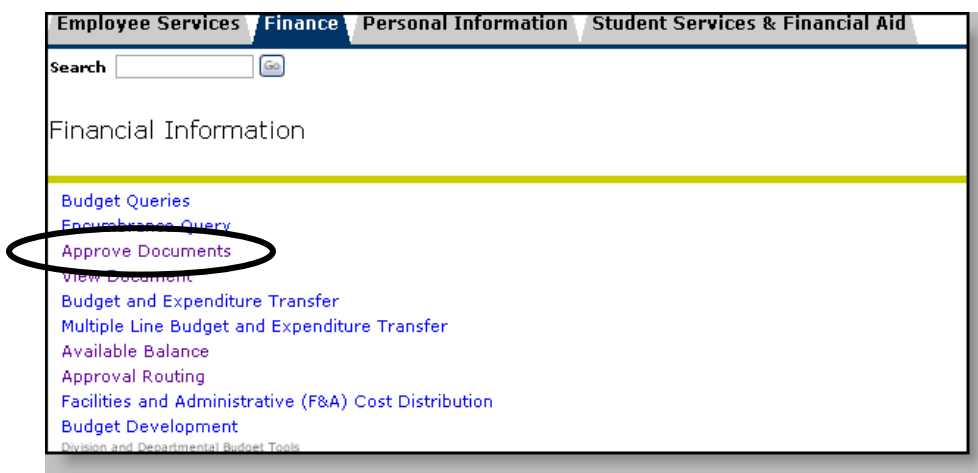 Employee Services Finance Personal Information Student Services & Financial Aid
Search Go
Financial Information
Budget Queries
Encumbrance Query
Approve Documents
View Document
Budget and Expenditure Transfer
Multiple Line Budget and Expenditure Transfer
Available Balance
Approval Routing
Facilities and Administrative (F&A) Cost Distribution
Budget Development
Division and Departmental Budget Tools